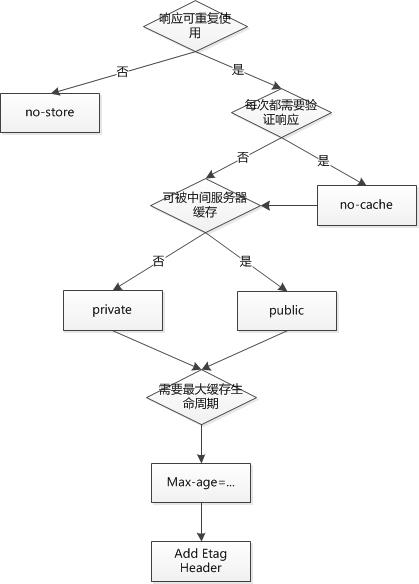 响应可重复使
用
否
是
no-store
每次都需要验
证响应
否
是
可被中间服务器
缓存
no-cache
否
是
private
public
需要最大缓存生
命周期
Max-age=...
Add Etag
Header